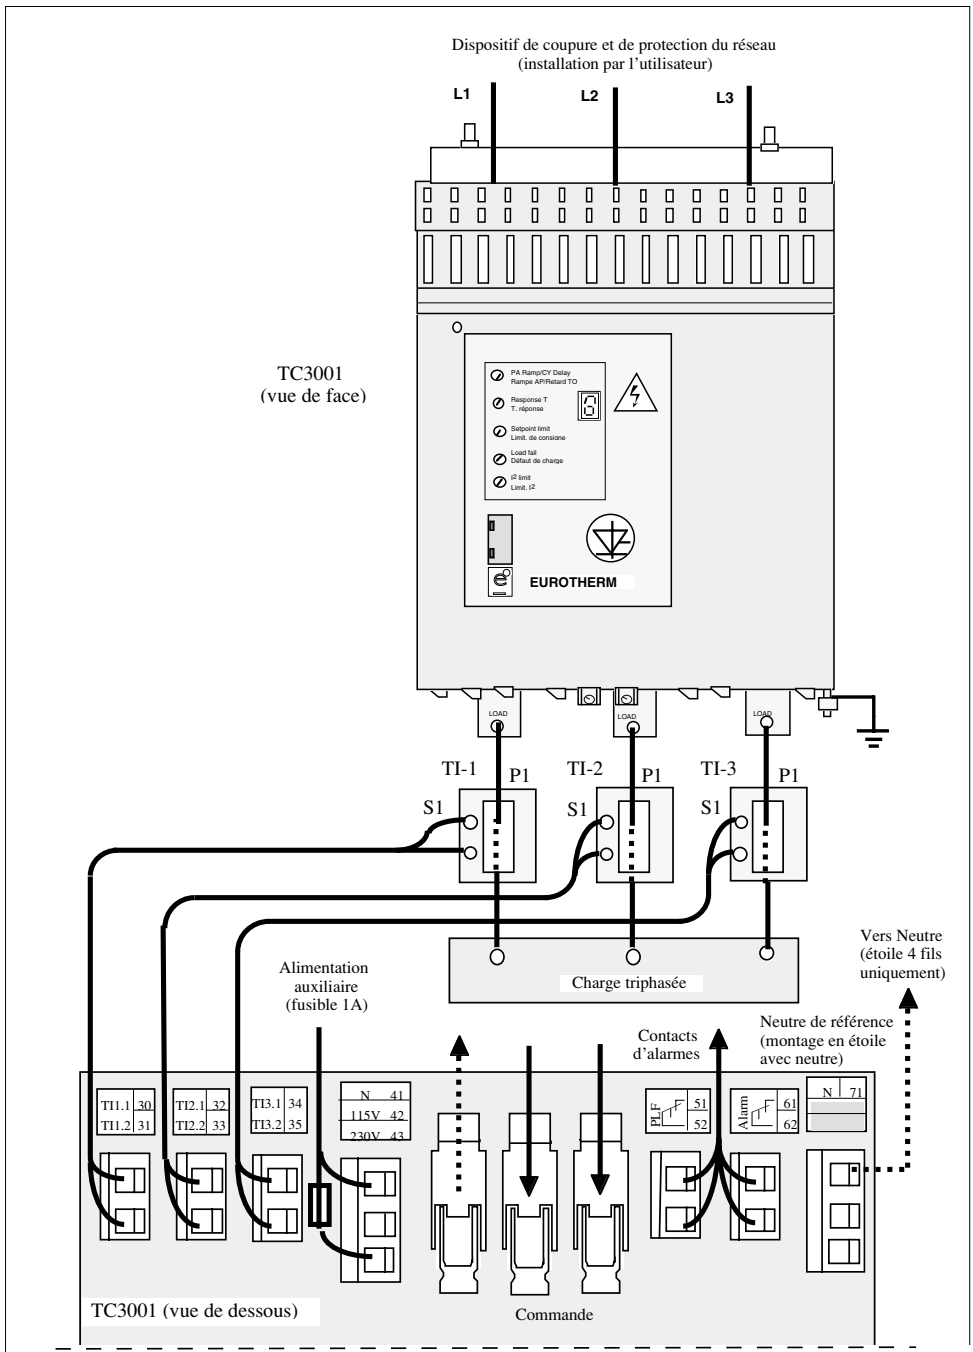 Dispositif de coupure et de protection du réseau
(installation par l'utilisateur)
L1
L2
L3
TC3001
(vue de face)
PA Ramp/CY Delay
Rampe AP/Retard TO
Response T
T. réponse
Setpoint limit
Limit. de consione
Load fail
Défaut de charge
I2 limit
Limit. I2
e
EUROTHERM
LOAD
LOAD
LOAD
TI-1
P1
TI-2
P1
TI-3
P1
S1
S1
S1
Charge triphasée
Alimentation
auxiliaire
(fusible 1A)
Contacts
d'alarmes
Vers Neutre
(étoile 4 fils
uniquement)
Neutre de référence
(montage en étoile
avec neutre)
TI1.1 30
TI1.2 31
TI2.1 32
TI2.2 33
TI3.1 34
TI3.2 35
N 41
115V 42
230V 43
PLF
51
52
Alarm
61
62
N 71
TC3001 (vue de dessous)
Commande